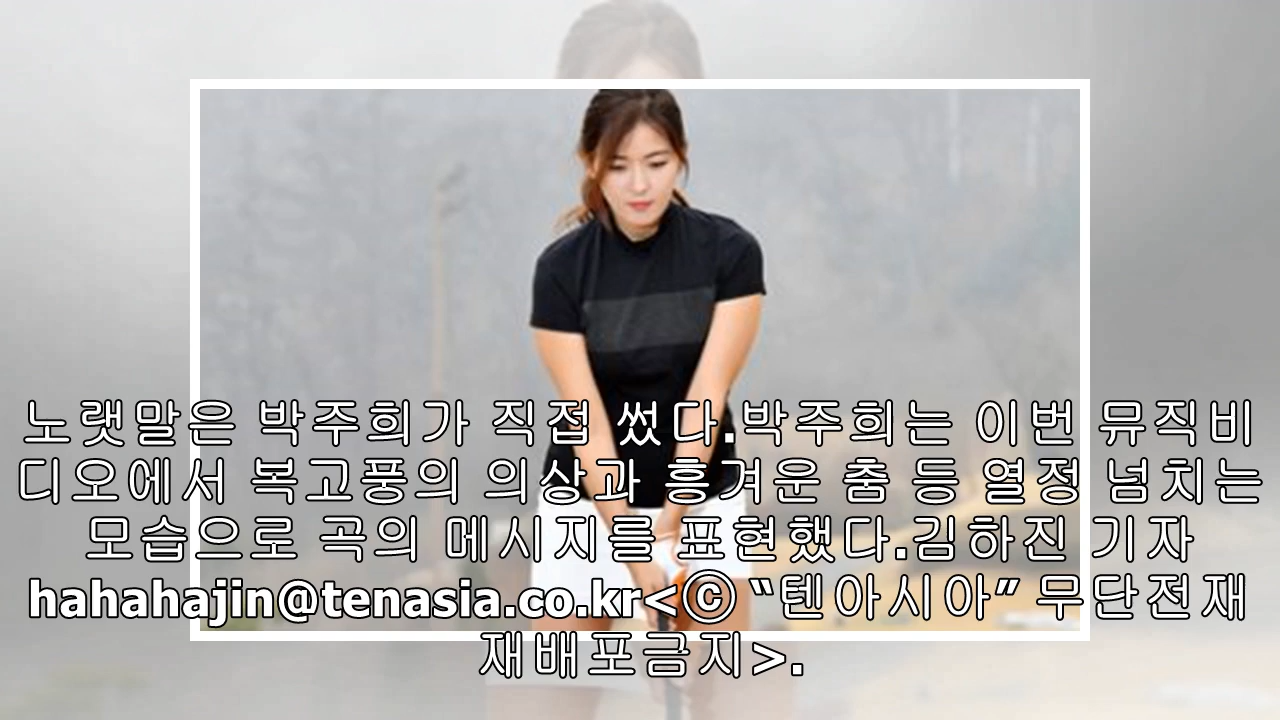 노랫말은 박주희가 직접 썼다.박주희는 이번 뮤직비
디오에서 복고풍의 의상과 흥겨운 춤 등 열정 넘치는
모습으로 곡의 메시지를 표현했다.김하진 기자
hahahajin@tenasia.co.kr<ⓒ “텐아시아” 무단전재
재배포금지>.